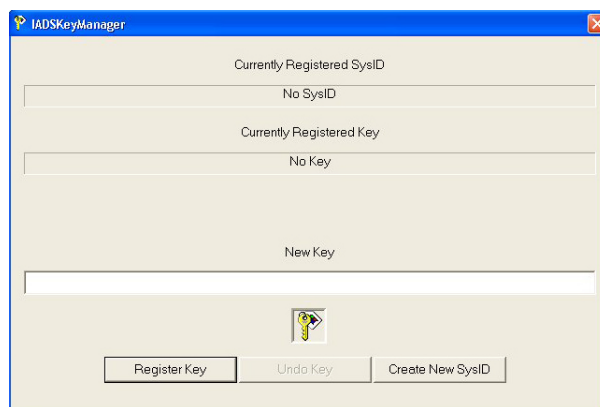 IADSKeyManager
Currently Registered SysID
No SysID
Currently Registered Key
No Key
New Key
Register Key Undo Key Create New SysID